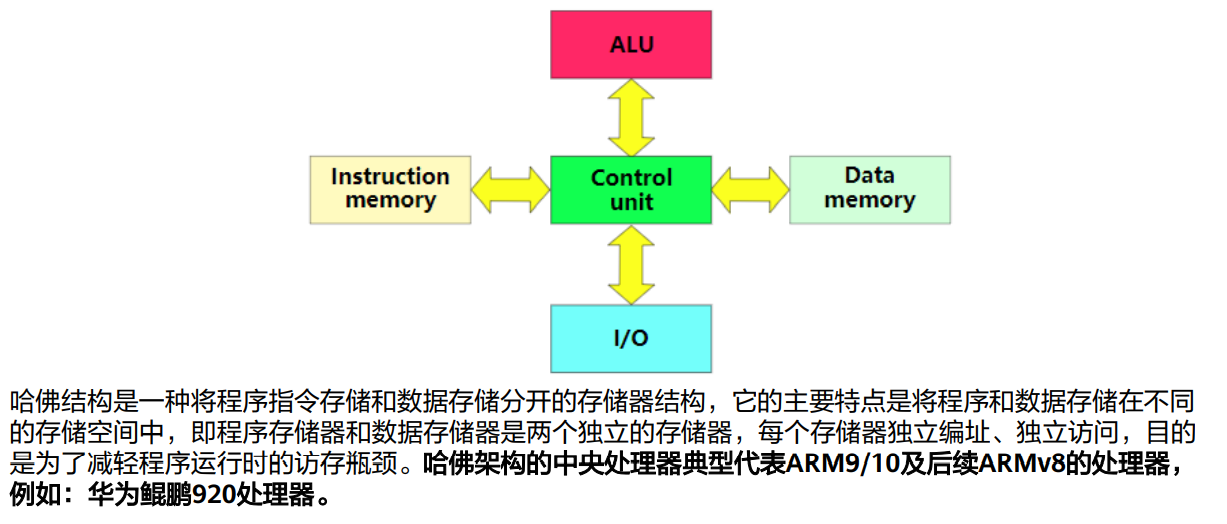 ALU
Instruction
memory
Control
unit
Data
memory
I/O
哈佛结构是一种将程序指令存储和数据存储分开的存储器结构，它的主要特点是将程序和数据存储在不同
的存储空间中，即程序存储器和数据存储器是两个独立的存储器，每个存储器独立编址、独立访问，目的
是为了减轻程序运行时的访存瓶颈。哈佛架构的中央处理器典型代表ARM9/10及后续ARMv8的处理器，
例如：华为鲲鹏920处理器。